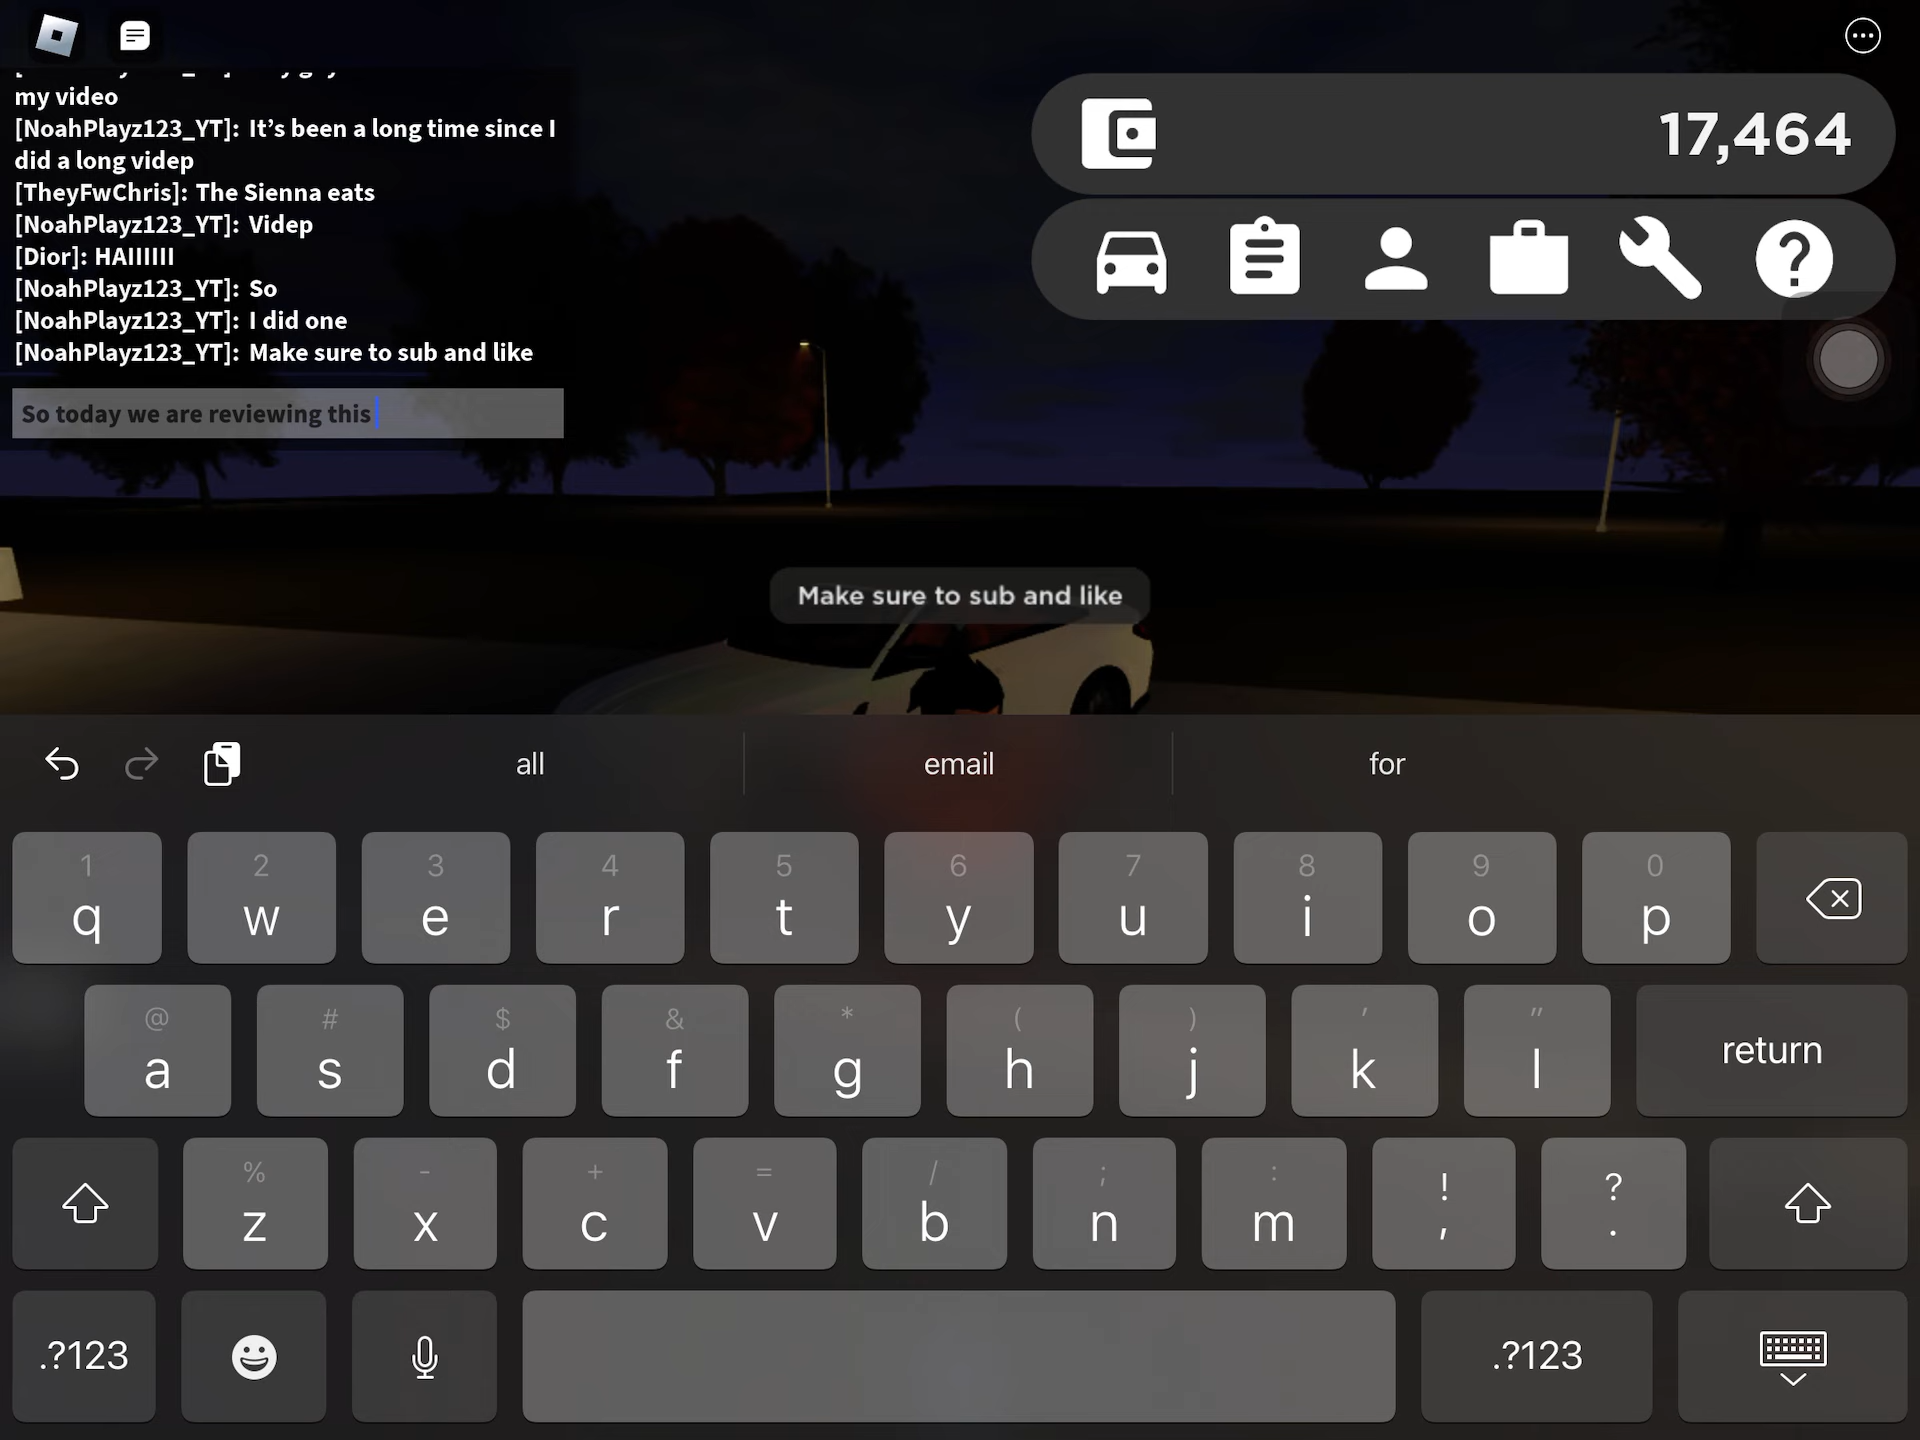 my video
[NoahPlayz123_YT]: It's been a long time since I
did a long videp
[TheyFwChris]: The Sienna eats
[NoahPlayz123_YT]: Videp
[Dior]: HAIIIIII
[NoahPlayz123_YT]: So
[NoahPlayz123_YT]: I did one
[NoahPlayz123_YT]: Make sure to sub and like
So today we are reviewing this
17,464
Make sure to sub and like
all email for
1 2 3 4 5 6 7 8 9 0
q w e r t y u i o p
@ # $ & * ( ) ' "
a s d f g h j k l return
% - + = / ; : ! ?
z x c v b n m , .
.?123 .?123